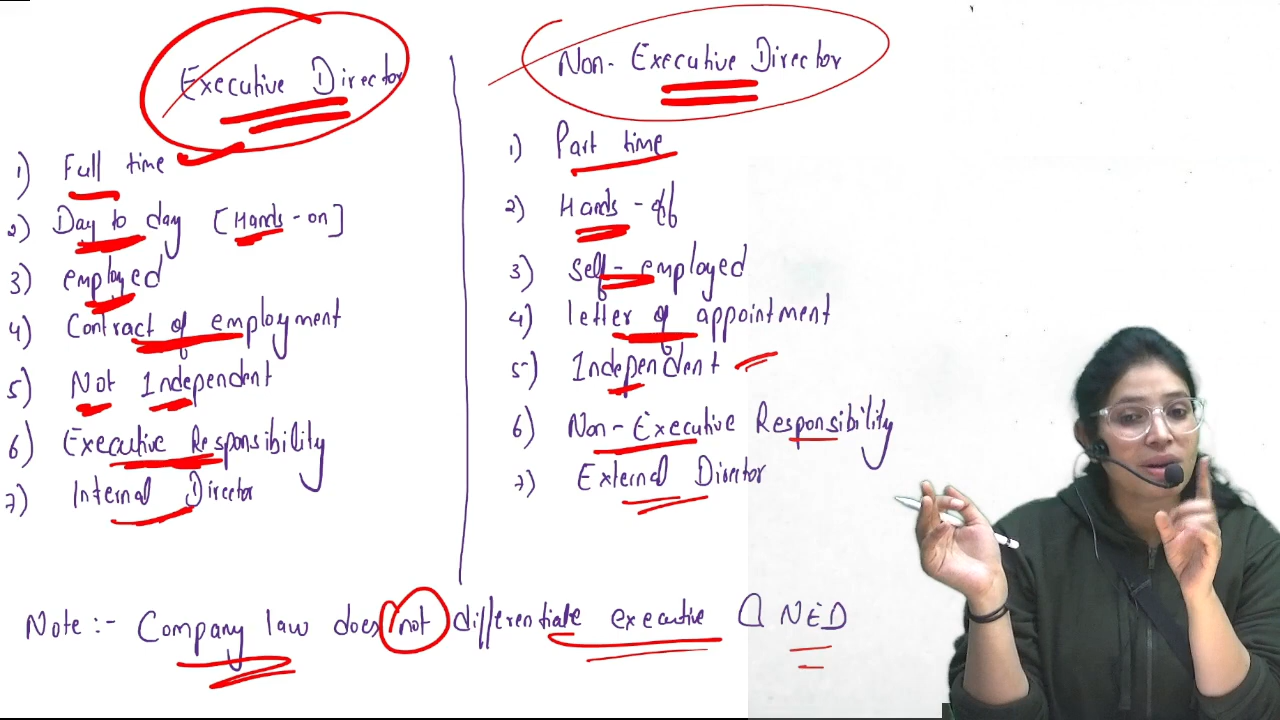 Executive Director
1) Full time
2) Day to day [Hands-on]
3) employed
4) Contract of employment
5) Not Independent
6) Executive Responsibility
7) Internal Director
Non-Executive Director
1) Part time
2) Hands-off
3) Self-employed
4) letter of appointment
5) Independent
6) Non-Executive Responsibility
7) External Director
Note:- Company law does not differentiate executive & NED